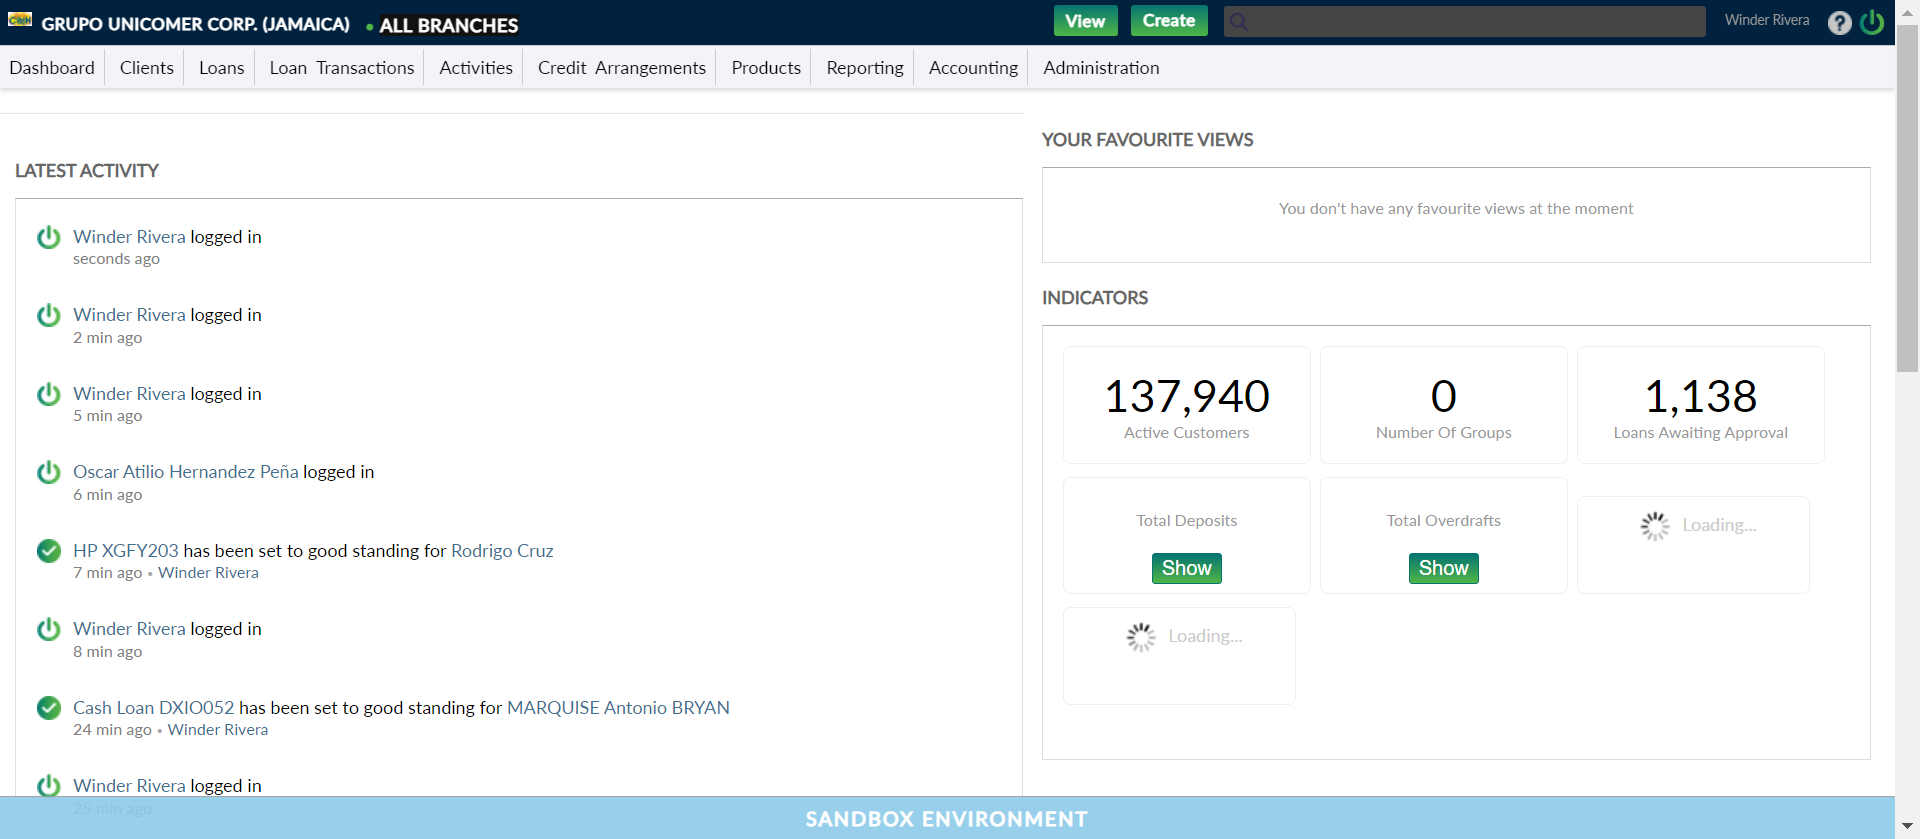 Cash
GRUPO UNICOMER CORP. (JAMAICA) • ALL BRANCHES
View Create Winder Rivera ?
Dashboard Clients Loans Loan Transactions Activities Credit Arrangements Products Reporting Accounting Administration
LATEST ACTIVITY
Winder Rivera logged in
seconds ago
Winder Rivera logged in
2 min ago
Winder Rivera logged in
5 min ago
Oscar Atilio Hernandez Peña logged in
6 min ago
HP XGFY203 has been set to good standing for Rodrigo Cruz
7 min ago • Winder Rivera
Winder Rivera logged in
8 min ago
Cash Loan DXIO052 has been set to good standing for MARQUISE Antonio BRYAN
24 min ago • Winder Rivera
Winder Rivera logged in
25 min ago
YOUR FAVOURITE VIEWS
You don't have any favourite views at the moment
INDICATORS
137,940
Active Customers
0
Number Of Groups
1,138
Loans Awaiting Approval
Total Deposits
Show
Total Overdrafts
Show
Loading...
Loading...
SANDBOX ENVIRONMENT